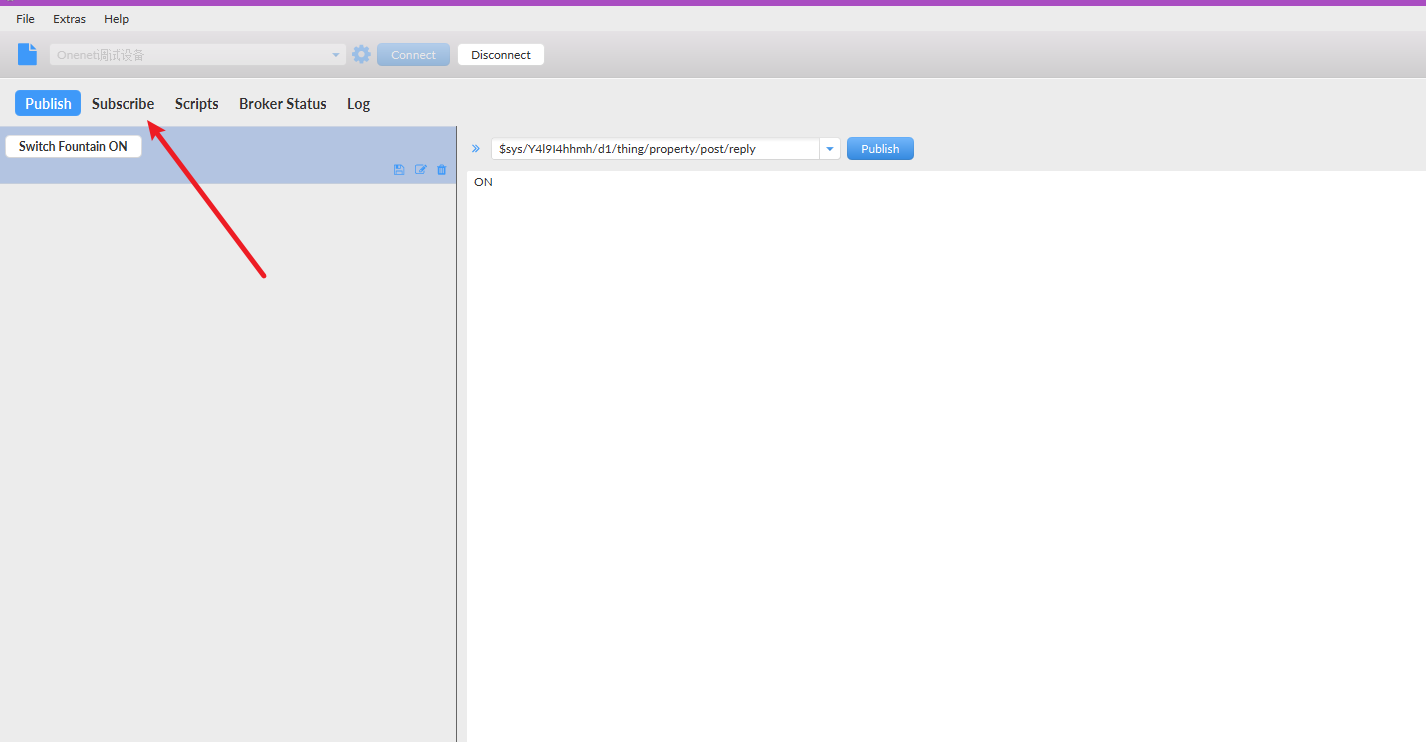 File Extras Help
Onenet调试设备 Connect Disconnect
Publish Subscribe Scripts Broker Status Log
Switch Fountain ON
$sys/Y4l9I4hhmh/d1/thing/property/post/reply Publish
ON